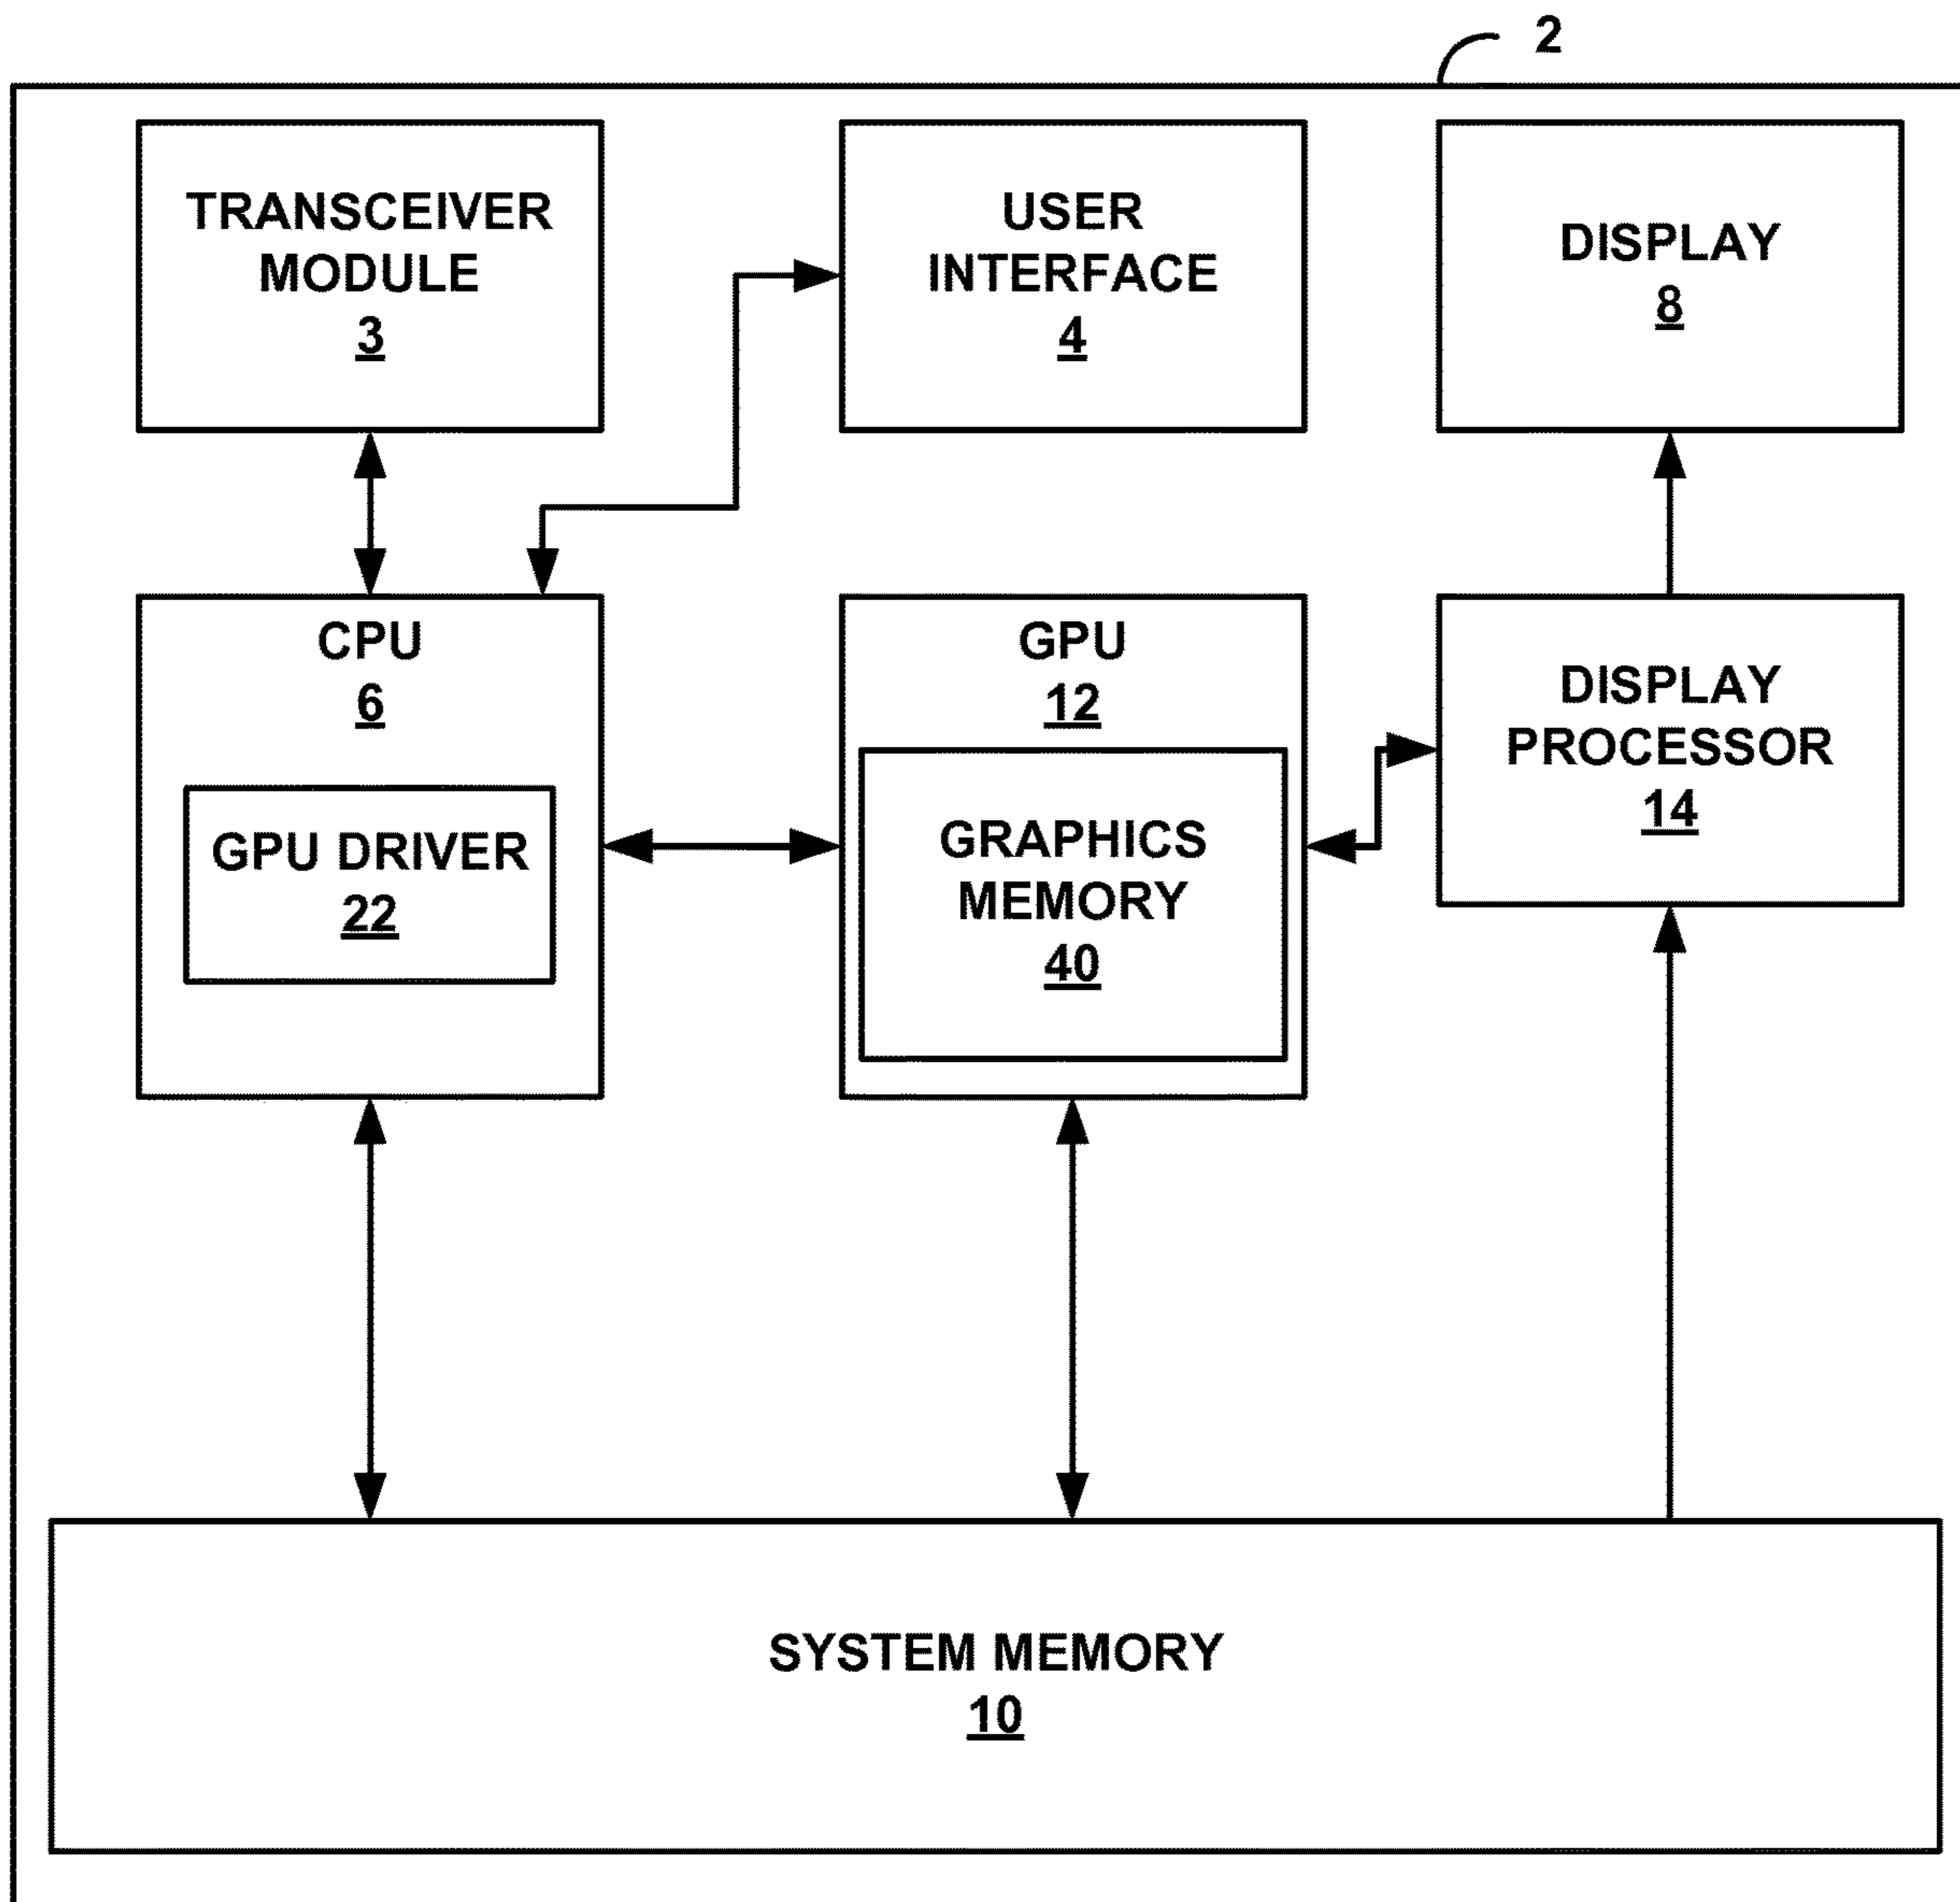 2
TRANSCEIVER
MODULE
3
USER
INTERFACE
4
DISPLAY
8
CPU
6
GPU DRIVER
22
GPU
12
GRAPHICS
MEMORY
40
DISPLAY
PROCESSOR
14
SYSTEM MEMORY
10